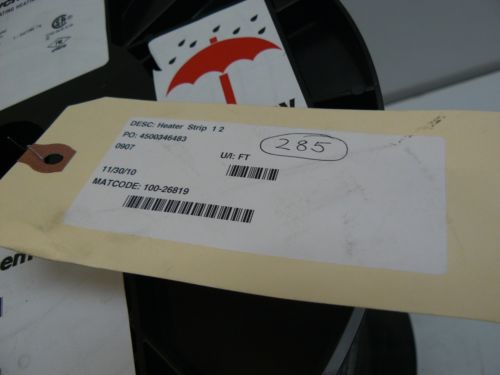 DESC: Heater Strip 1 2
PO: 4500346483
0907
U/I: FT
285
11/30/10
MATCODE: 100-26819